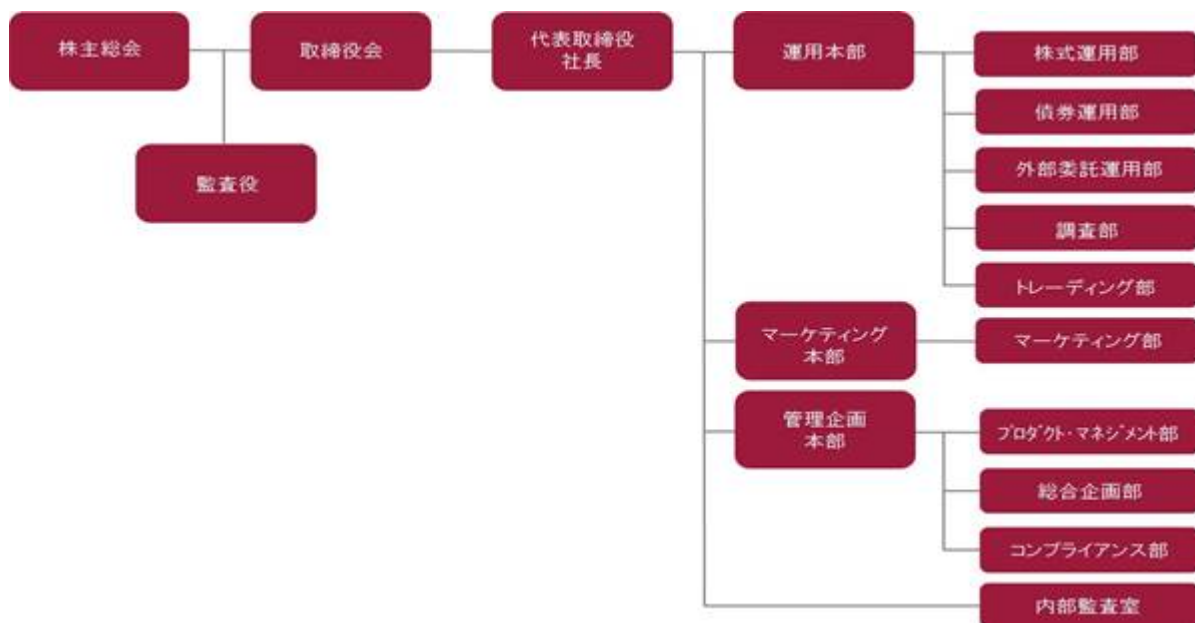 株主総会
取締役会
代表取締役
社長
運用本部
株式運用部
債券運用部
外部委託運用部
調査部
トレーディング部
監査役
マーケティング
本部
マーケティング部
管理企画
本部
プロダクト・マネジメント部
総合企画部
コンプライアンス部
内部監査室